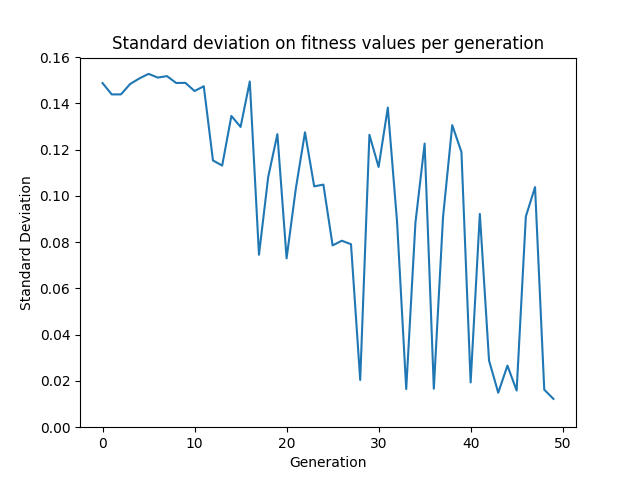 Standard deviation on fitness values per generation
0.16
0.14
0.12
0.10
0.08
0.06
0.04
0.02
0.00
Standard Deviation
0 10 20 30 40 50
Generation